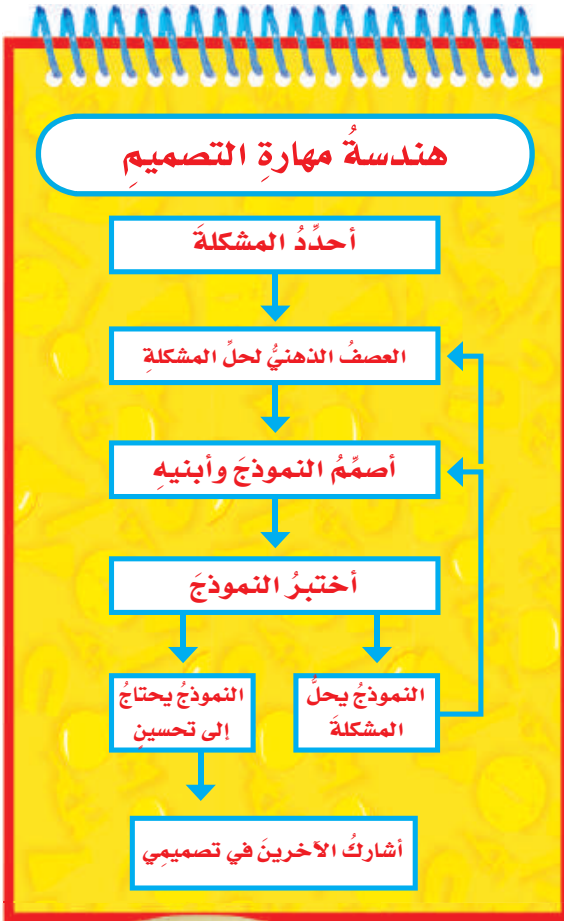 هندسةُ مهارةِ التصميمِ
أحدِّدُ المشكلةَ
العصفُ الذهنيُّ لحلِّ المشكلةِ
أصمِّمُ النموذجَ وأبنيهِ
أختبرُ النموذجَ
النموذجُ يحلُّ
المشكلةَ
النموذجُ يحتاجُ
إلى تحسينٍ
أشاركُ الآخرينَ في تصميمِي